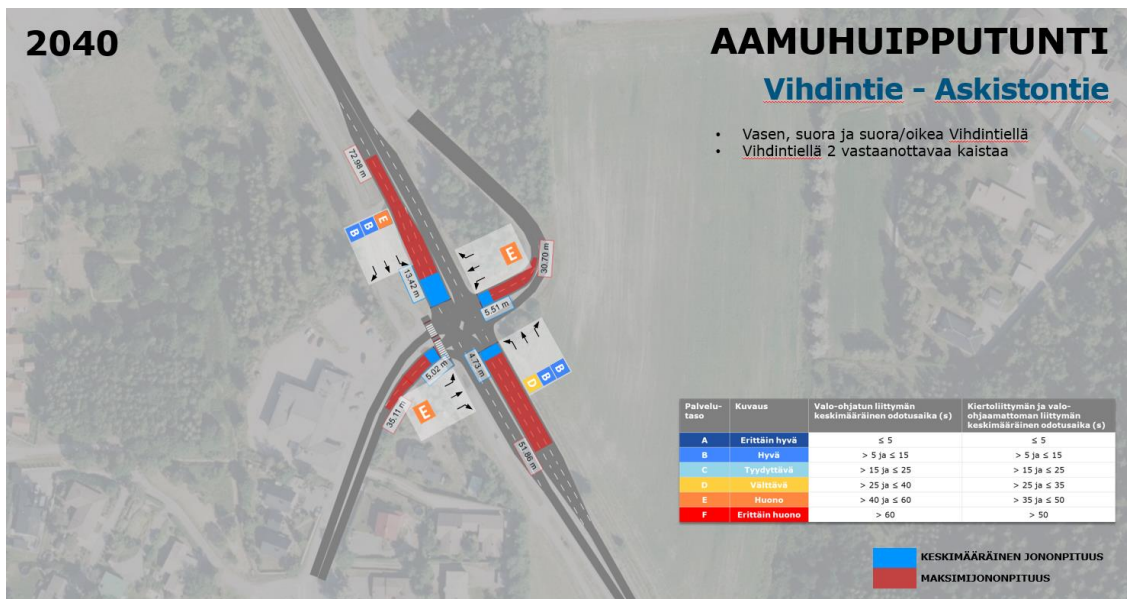 2040
AAMUHUIPPUTUNTI
Vihdintie - Askistontie
• Vasen, suora ja suora/oikea Vihdintiellä
• Vihdintiellä 2 vastaanottavaa kaistaa
72.98 m
B B E
13.42 m
E
30.70 m
5.51 m
4.73 m
D B B
5.02 m
E
35.11 m
51.86 m
Palvelu-
taso
Kuvaus
Valo-ohjatun liittymän
keskimääräinen odotusaika (s)
Kiertoliittymän ja valo-
ohjaamattoman liittymän
keskimääräinen odotusaika (s)
A Erittäin hyvä ≤ 5 ≤ 5
B Hyvä > 5 ja ≤ 15 > 5 ja ≤ 15
C Tyydyttävä > 15 ja ≤ 25 > 15 ja ≤ 25
D Välttävä > 25 ja ≤ 40 > 25 ja ≤ 35
E Huono > 40 ja ≤ 60 > 35 ja ≤ 50
F Erittäin huono > 60 > 50
KESKIMÄÄRÄINEN JONONPITUUS
MAKSIMIJONONPITUUS